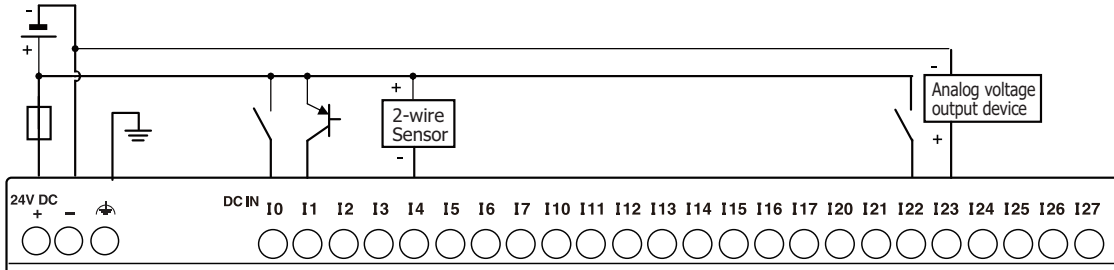 -
+
+
2-wire
Sensor
-
-
Analog voltage
output device
+
24V DC
+ -
DC IN I0 I1 I2 I3 I4 I5 I6 I7 I10 I11 I12 I13 I14 I15 I16 I17 I20 I21 I22 I23 I24 I25 I26 I27